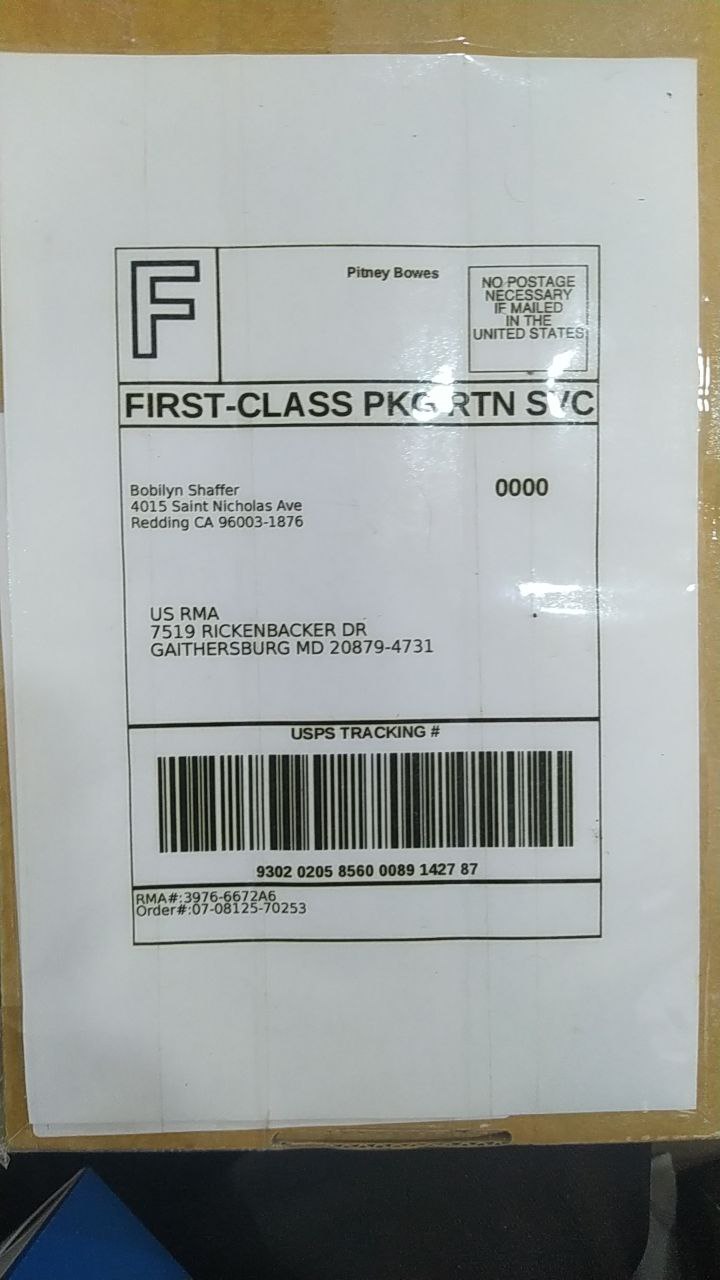 F
Pitney Bowes
NO POSTAGE
NECESSARY
IF MAILED
IN THE
UNITED STATES
FIRST-CLASS PKG RTN SVC
Bobilyn Shaffer
4015 Saint Nicholas Ave
Redding CA 96003-1876
0000
US RMA
7519 RICKENBACKER DR
GAITHERSBURG MD 20879-4731
USPS TRACKING #
9302 0205 8560 0089 1427 87
RMA#:3976-6672A6
Order#:07-08125-70253